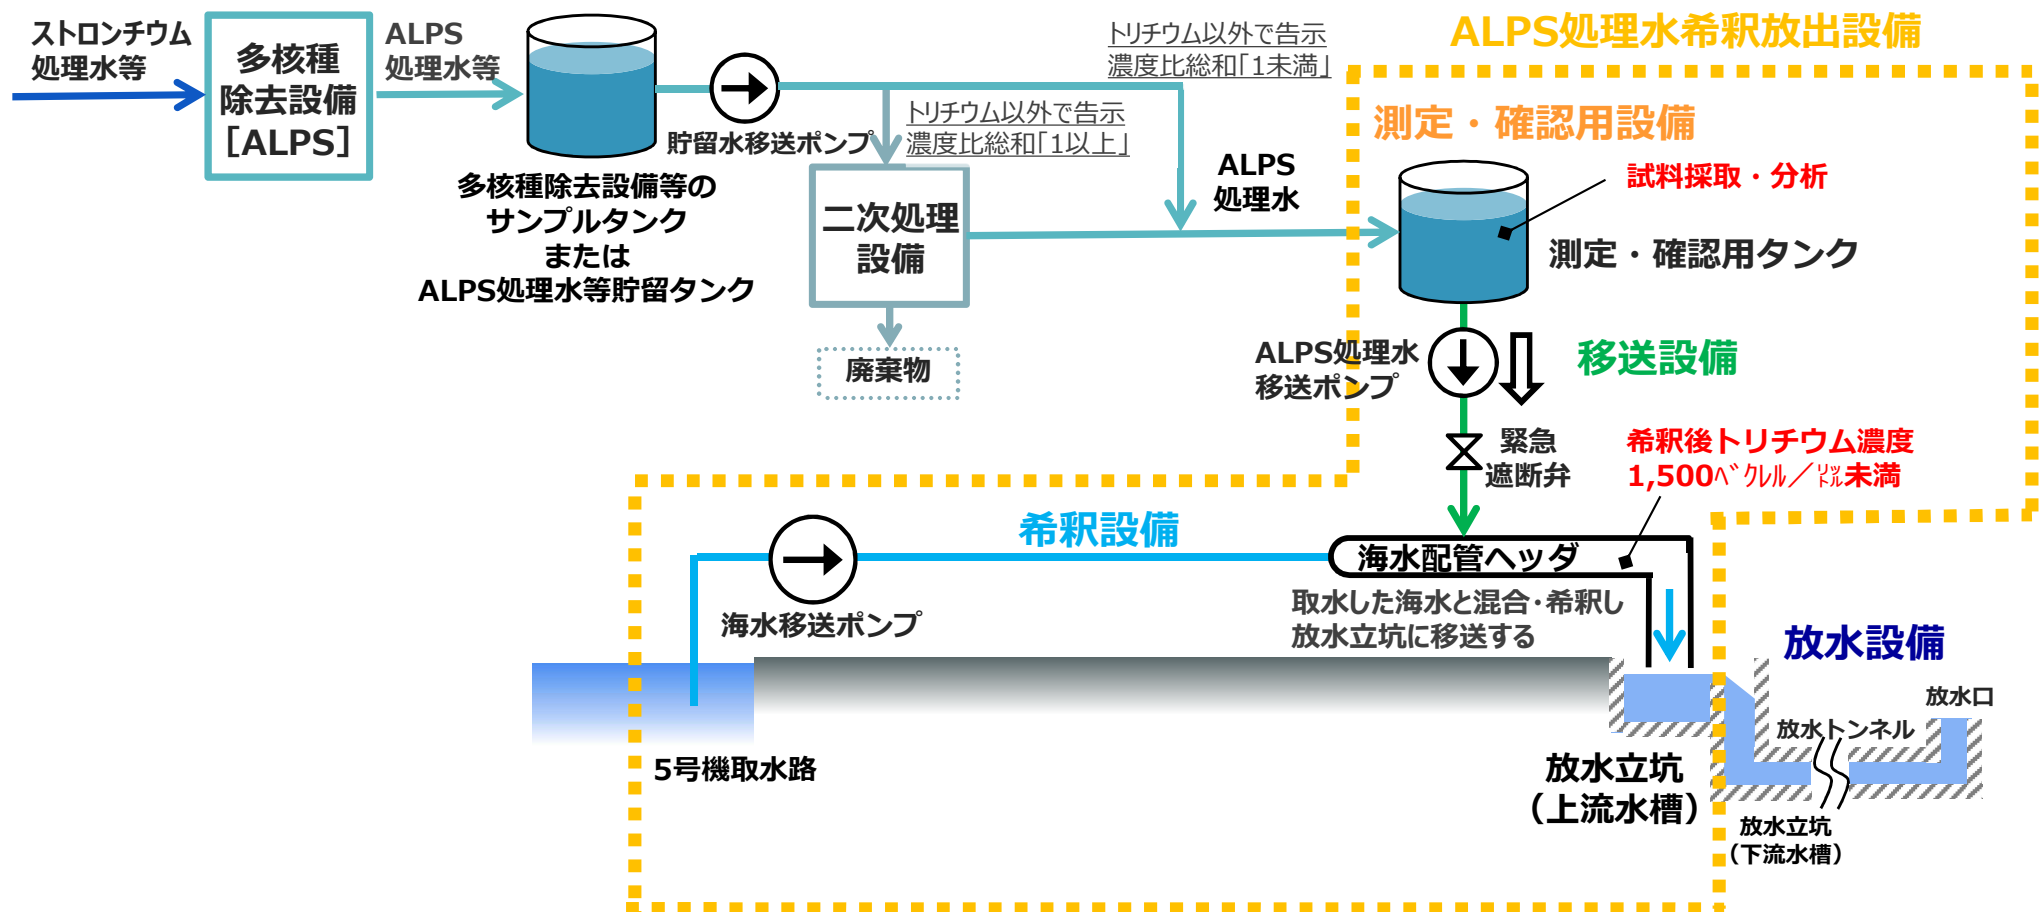 ストロンチウム
処理水等
多核種
除去設備
[ALPS]
ALPS
処理水等
多核種除去設備等の
サンプルタンク
または
ALPS処理水等貯留タンク
貯留水移送ポンプ
トリチウム以外で告示
濃度比総和「1以上」
トリチウム以外で告示
濃度比総和「1未満」
二次処理
設備
廃棄物
ALPS
処理水
ALPS処理水希釈放出設備
測定・確認用設備
試料採取・分析
測定・確認用タンク
ALPS処理水
移送ポンプ
移送設備
緊急
遮断弁
希釈後トリチウム濃度
1,500ベクレル/リットル未満
希釈設備
海水移送ポンプ
海水配管ヘッダ
取水した海水と混合・希釈し
放水立坑に移送する
5号機取水路
放水立坑
(上流水槽)
放水設備
放水口
放水トンネル
放水立坑
(下流水槽)